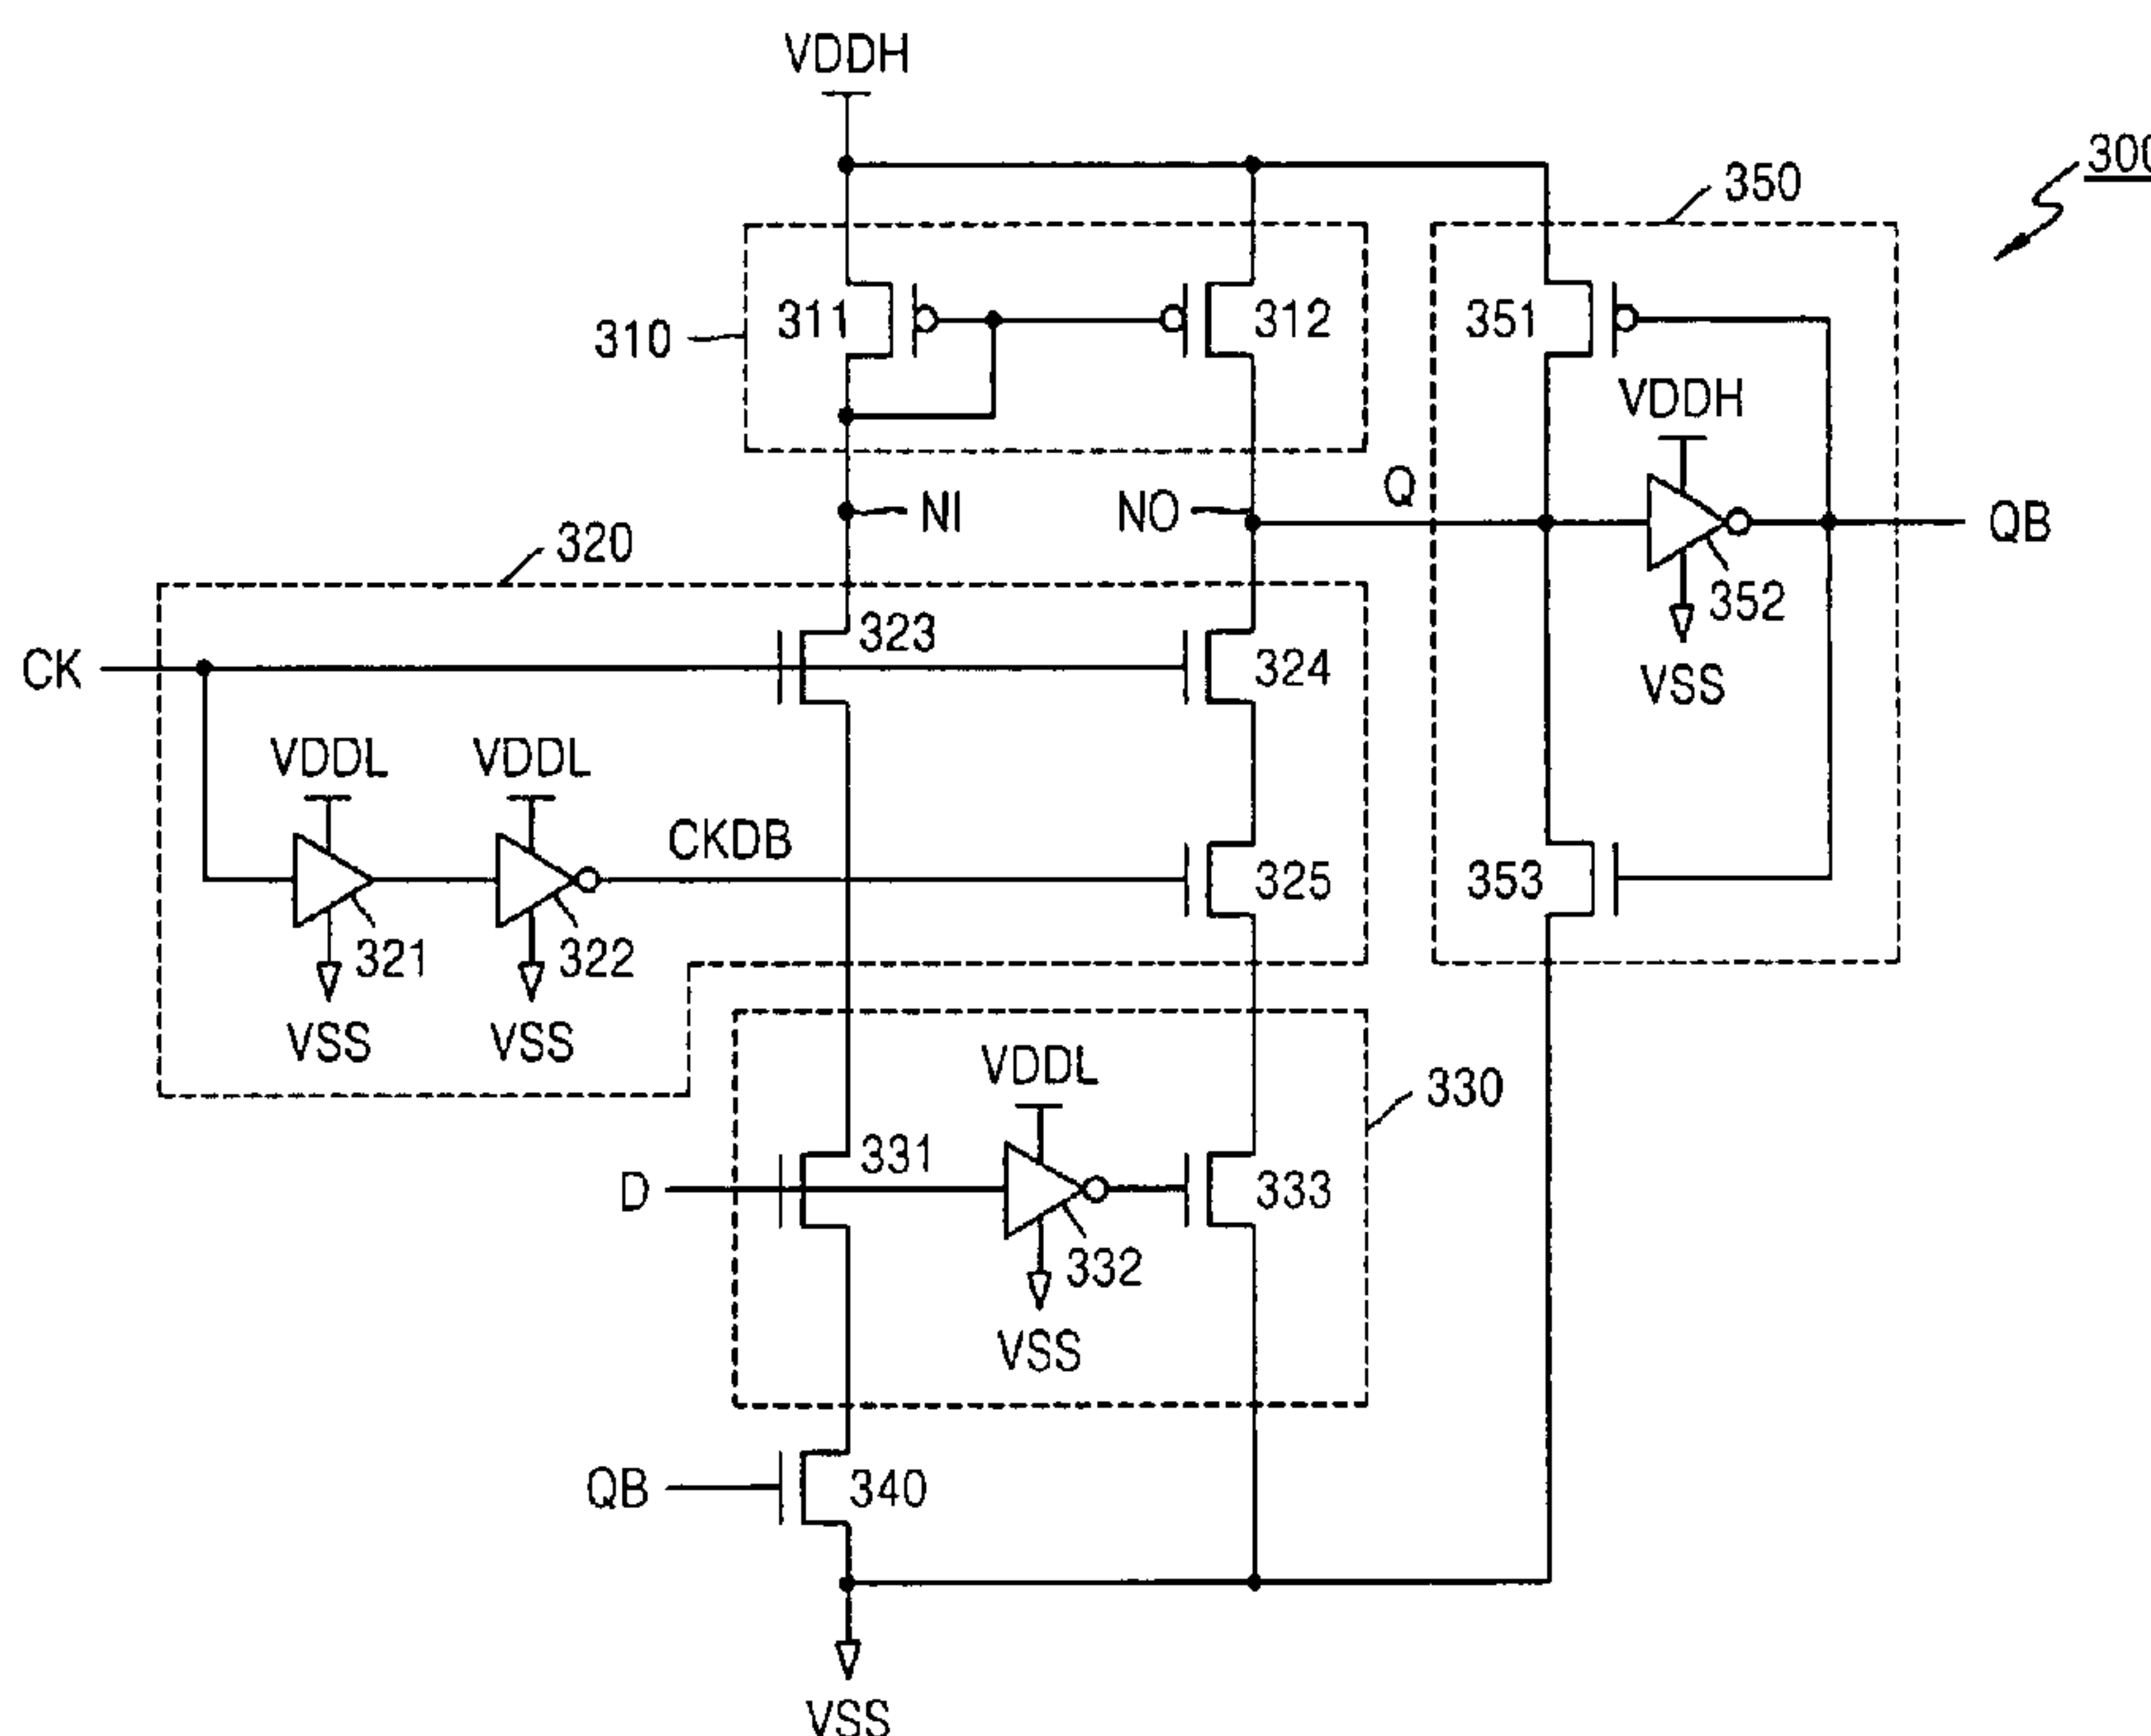 VDDH
300
350
311
312
351
310
VDDH
Q
NI
NO
QB
320
352
323
CK
324
VSS
VDDL
VDDL
CKDB
325
353
321
322
VSS
VSS
VDDL
330
331
D
333
332
VSS
QB
340
VSS